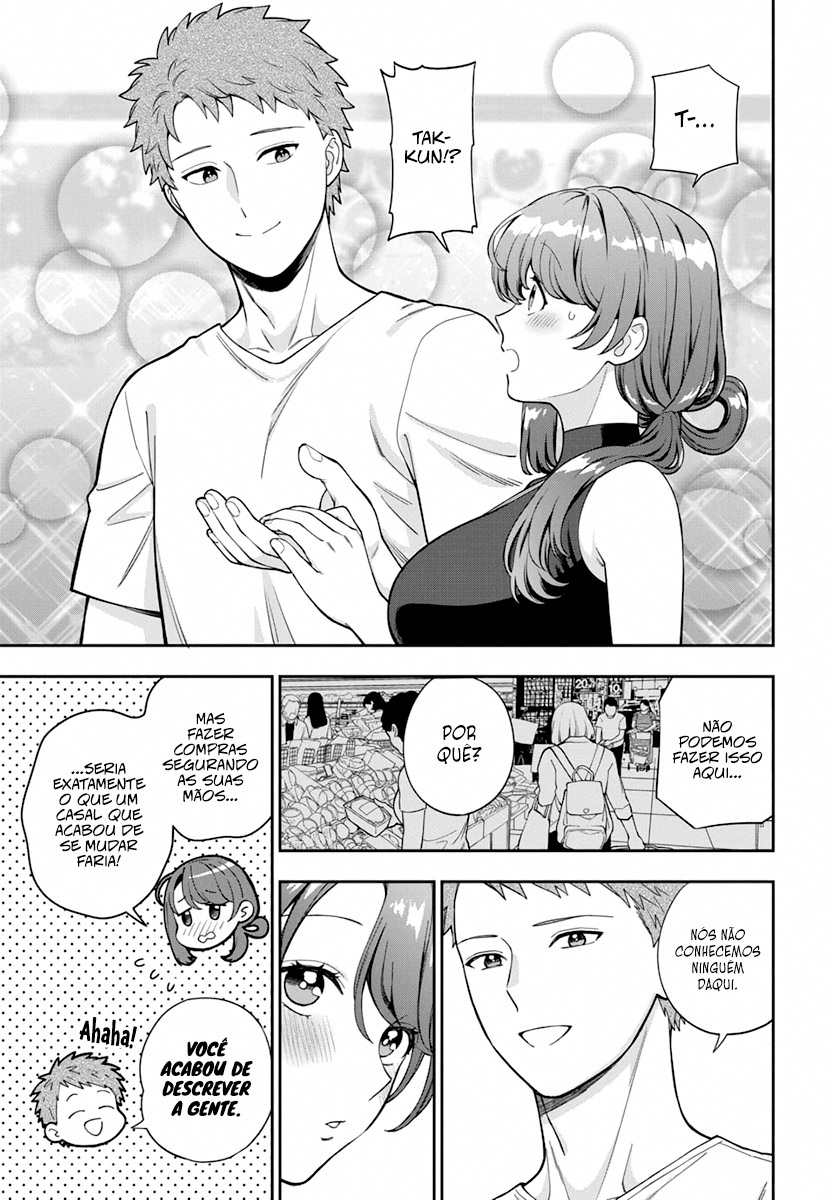 T-...
TAK-
KUN!?
NÃO
PODEMOS
FAZER ISSO
AQUI...
POR
QUÊ?
20
10
MAS
FAZER
COMPRAS
SEGURANDO
AS SUAS
MÃOS...
...SERIA
EXATAMENTE
O QUE UM
CASAL QUE
ACABOU DE
SE MUDAR
FARIA!
NÓS NÃO
CONHECEMOS
NINGUÉM
DAQUI.
VOCÊ
ACABOU DE
DESCREVER
A GENTE.
Ahaha!